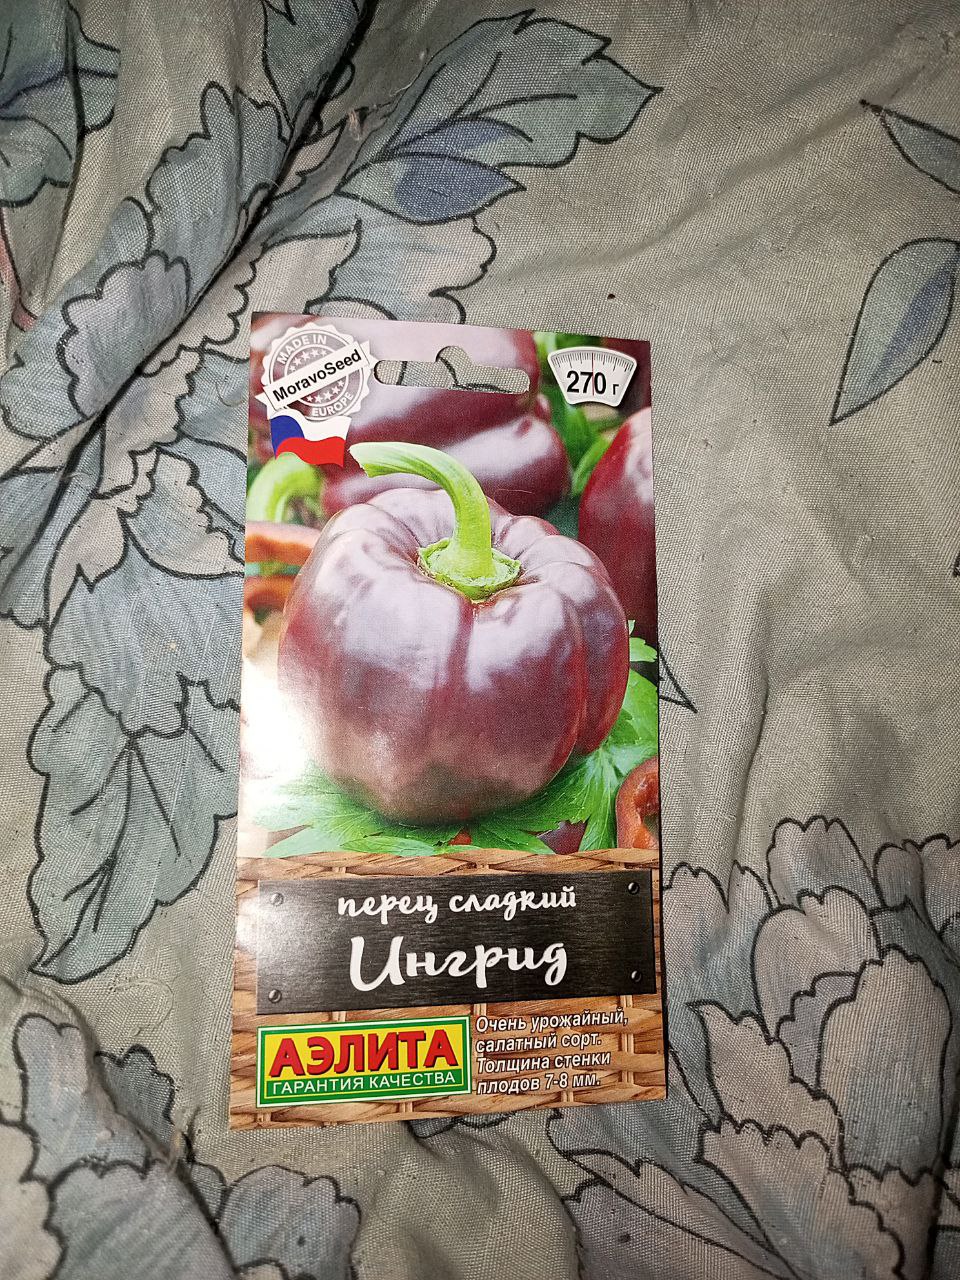 MADE IN
MoravoSeed
EUROPE
270 г
перец сладкий
Ингрид
АЭЛИТА
ГАРАНТИЯ КАЧЕСТВА
Очень урожайный,
салатный сорт.
Толщина стенки
плодов 7-8 мм.